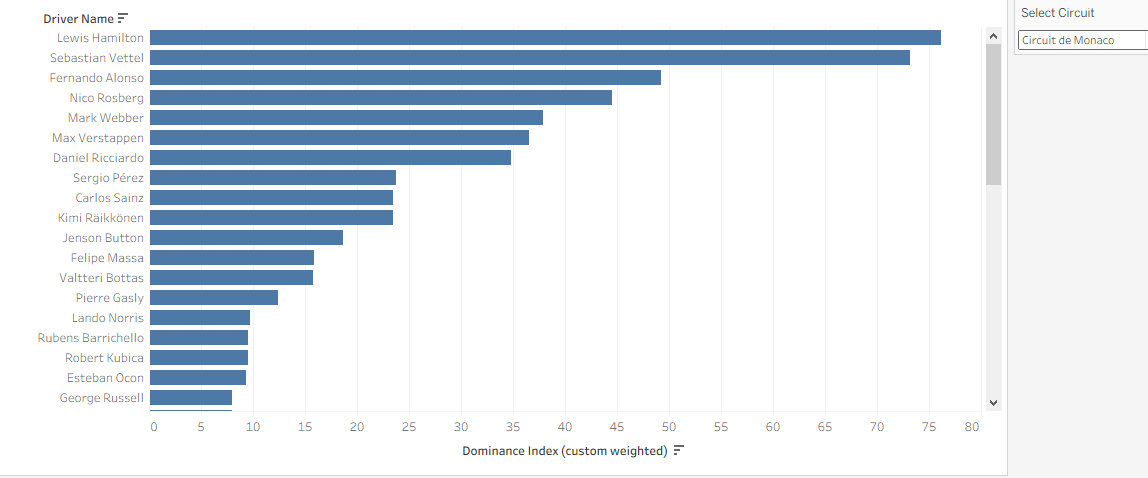 Driver Name
Lewis Hamilton
Sebastian Vettel
Fernando Alonso
Nico Rosberg
Mark Webber
Max Verstappen
Daniel Ricciardo
Sergio Pérez
Carlos Sainz
Kimi Räikkönen
Jenson Button
Felipe Massa
Valtteri Bottas
Pierre Gasly
Lando Norris
Rubens Barrichello
Robert Kubica
Esteban Ocon
George Russell
0 5 10 15 20 25 30 35 40 45 50 55 60 65 70 75 80
Dominance Index (custom weighted)
Select Circuit
Circuit de Monaco